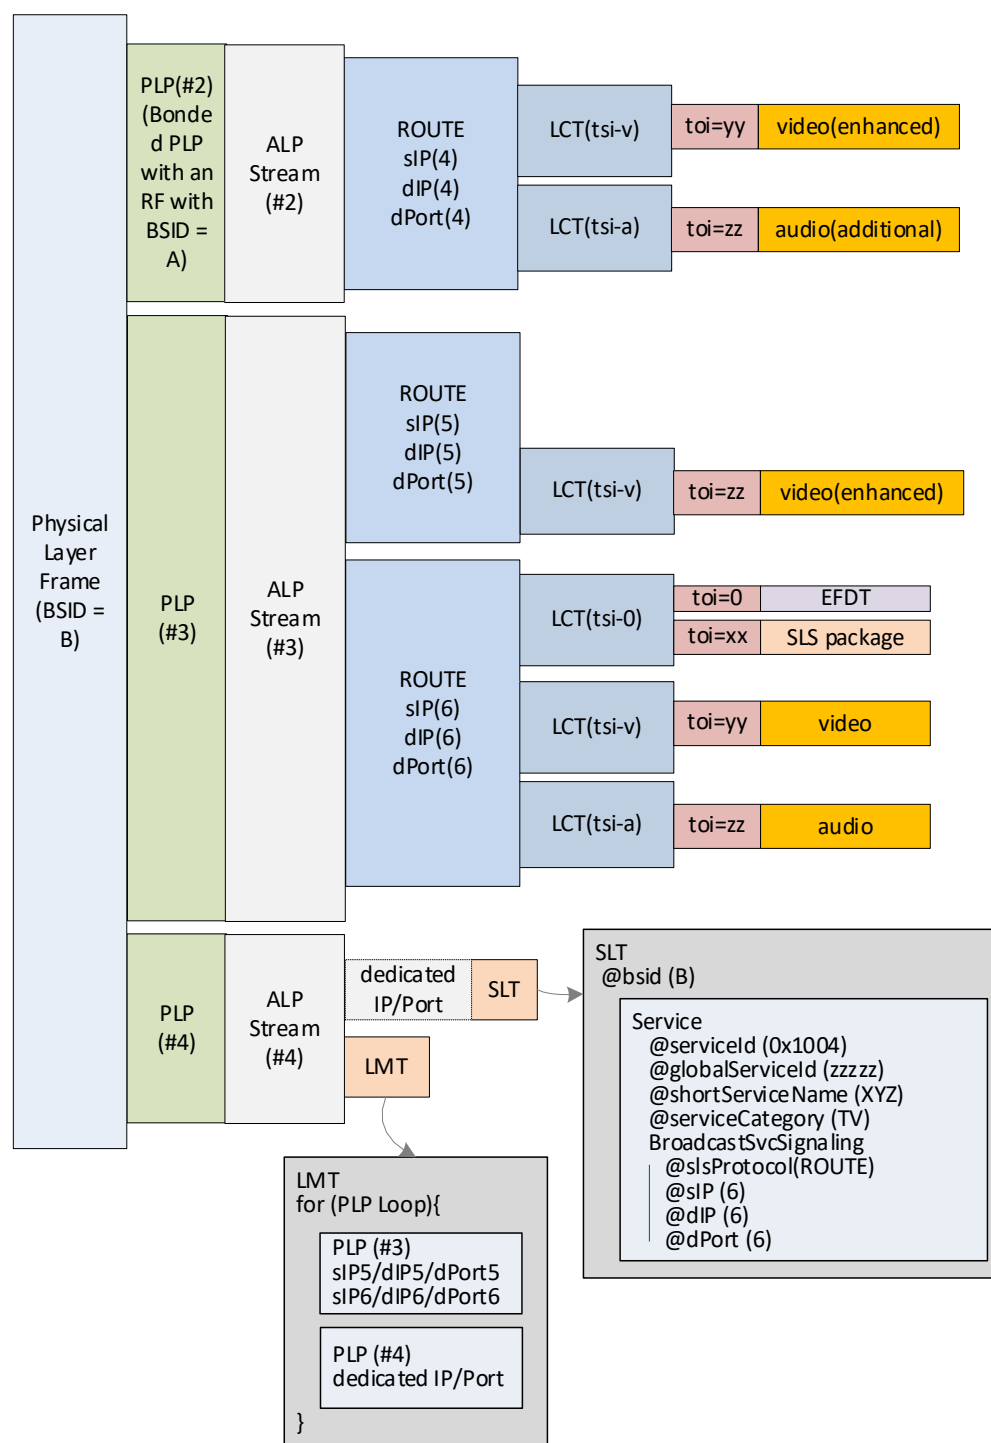 Physical
Layer
Frame
(BSID =
B)
PLP(#2)
(Bonde
d PLP
with an
RF with
BSID =
A)
ALP
Stream
(#2)
ROUTE
sIP(4)
dIP(4)
dPort(4)
LCT(tsi-v)
toi=yy
video(enhanced)
LCT(tsi-a)
toi=zz
audio(additional)
PLP
(#3)
ALP
Stream
(#3)
ROUTE
sIP(5)
dIP(5)
dPort(5)
LCT(tsi-v)
toi=zz
video(enhanced)
ROUTE
sIP(6)
dIP(6)
dPort(6)
LCT(tsi-0)
toi=0
EFDT
toi=xx
SLS package
LCT(tsi-v)
toi=yy
video
LCT(tsi-a)
toi=zz
audio
PLP
(#4)
ALP
Stream
(#4)
dedicated
IP/Port
SLT
LMT
SLT
@bsid (B)
Service
@serviceId (0x1004)
@globalServiceId (zzzzz)
@shortServiceName (XYZ)
@serviceCategory (TV)
BroadcastSvcSignaling
@slsProtocol(ROUTE)
@sIP (6)
@dIP (6)
@dPort (6)
LMT
for (PLP Loop){
PLP (#3)
sIP5/dIP5/dPort5
sIP6/dIP6/dPort6
PLP (#4)
dedicated IP/Port
}